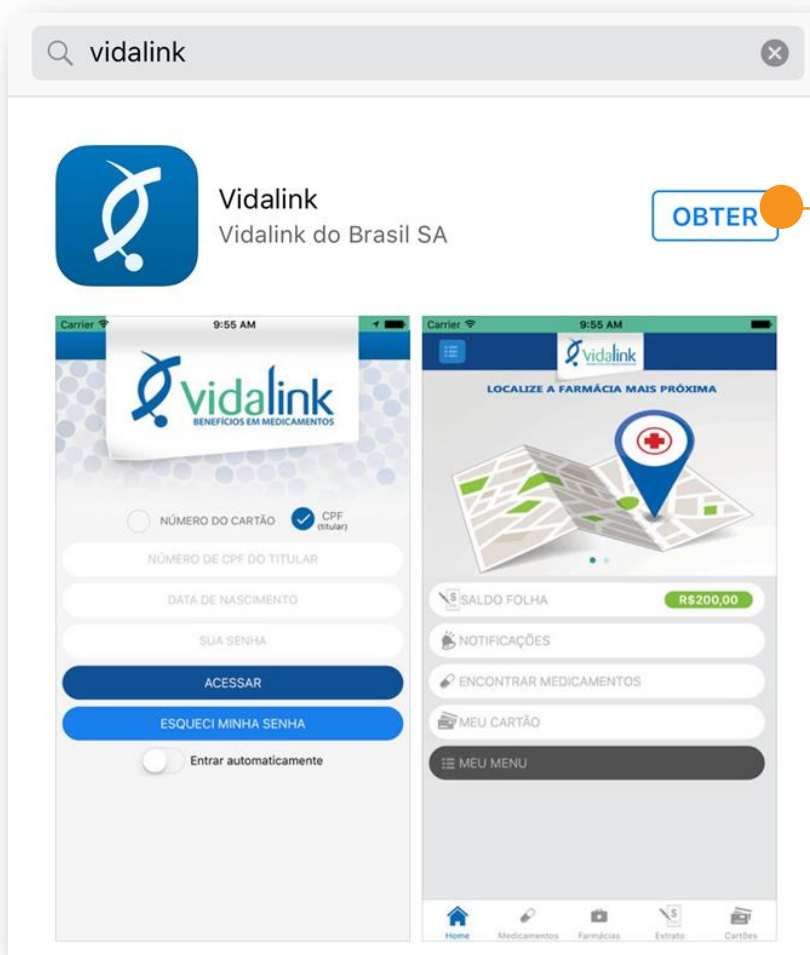 vidalink
Vidalink
Vidalink do Brasil SA
OBTER
Carrier
9:55 AM
vidalink
BENEFÍCIOS EM MEDICAMENTOS
NÚMERO DO CARTÃO
CPF
(titular)
NÚMERO DE CPF DO TITULAR
DATA DE NASCIMENTO
SUA SENHA
ACESSAR
ESQUECI MINHA SENHA
Entrar automaticamente
Carrier
9:55 AM
vidalink
LOCALIZE A FARMÁCIA MAIS PRÓXIMA
SALDO FOLHA
R$200,00
NOTIFICAÇÕES
ENCONTRAR MEDICAMENTOS
MEU CARTÃO
MEU MENU
Home Medicamentos Farmácias Extrato Cartões